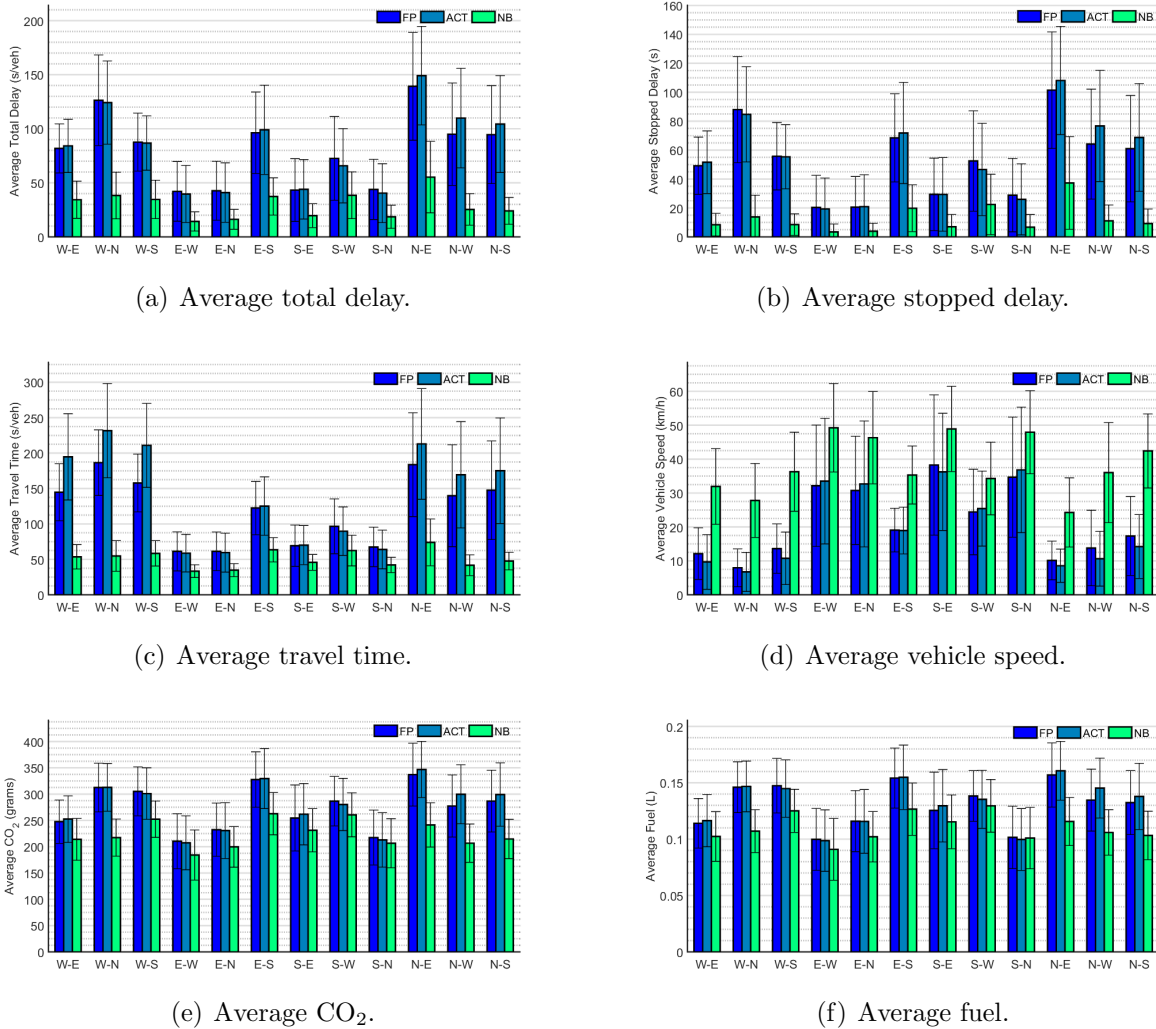 FP ACT NB
Average Total Delay (s/veh)
200
150
100
50
0
W-E W-N W-S E-W E-N E-S S-E S-W S-N N-E N-W N-S
(a) Average total delay.
FP ACT NB
Average Stopped Delay (s)
160
140
120
100
80
60
40
20
0
W-E W-N W-S E-W E-N E-S S-E S-W S-N N-E N-W N-S
(b) Average stopped delay.
FP ACT NB
Average Travel Time (s/veh)
300
250
200
150
100
50
0
W-E W-N W-S E-W E-N E-S S-E S-W S-N N-E N-W N-S
(c) Average travel time.
FP ACT NB
Average Vehicle Speed (km/h)
60
50
40
30
20
10
0
W-E W-N W-S E-W E-N E-S S-E S-W S-N N-E N-W N-S
(d) Average vehicle speed.
FP ACT NB
Average CO₂ (grams)
400
350
300
250
200
150
100
50
0
W-E W-N W-S E-W E-N E-S S-E S-W S-N N-E N-W N-S
(e) Average CO₂.
FP ACT NB
Average Fuel (L)
0.2
0.15
0.1
0.05
0
W-E W-N W-S E-W E-N E-S S-E S-W S-N N-E N-W N-S
(f) Average fuel.